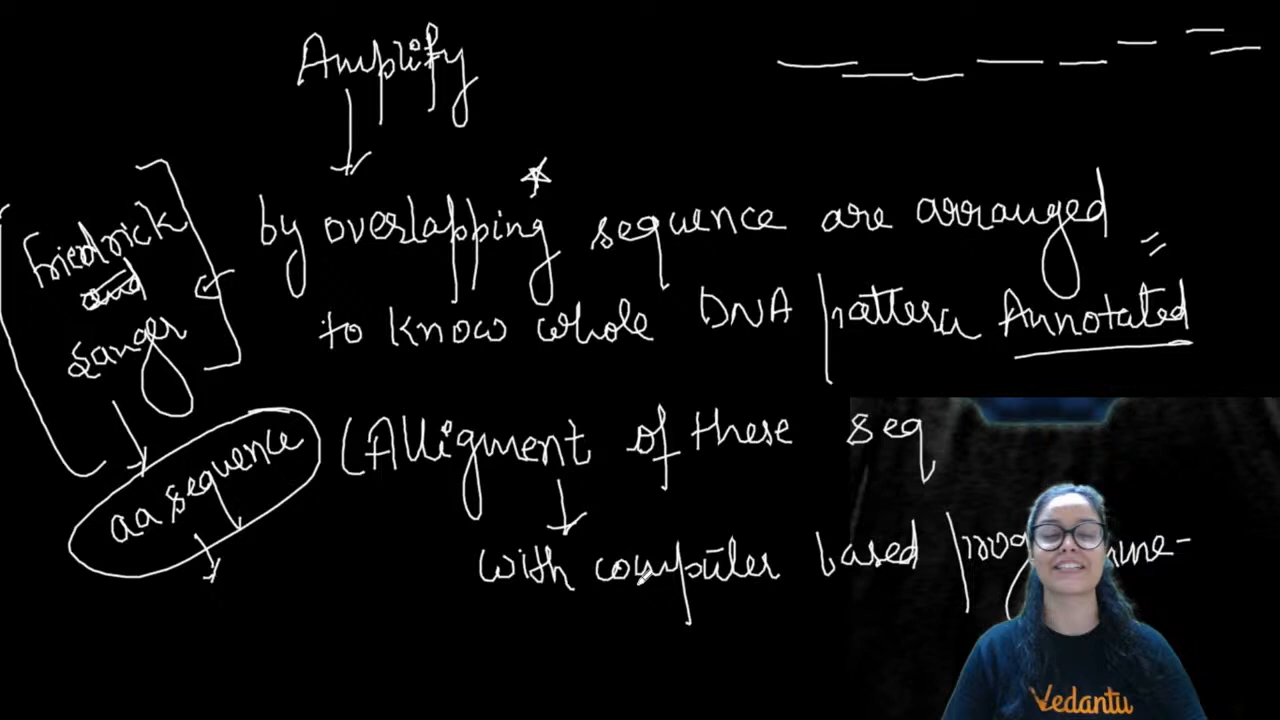 Amplify
by overlapping sequence are arranged
to know whole DNA pattern Annotated
Friedrick
and
Sanger
aa sequence
(Alligment of these seq
with computer based
Vedantu